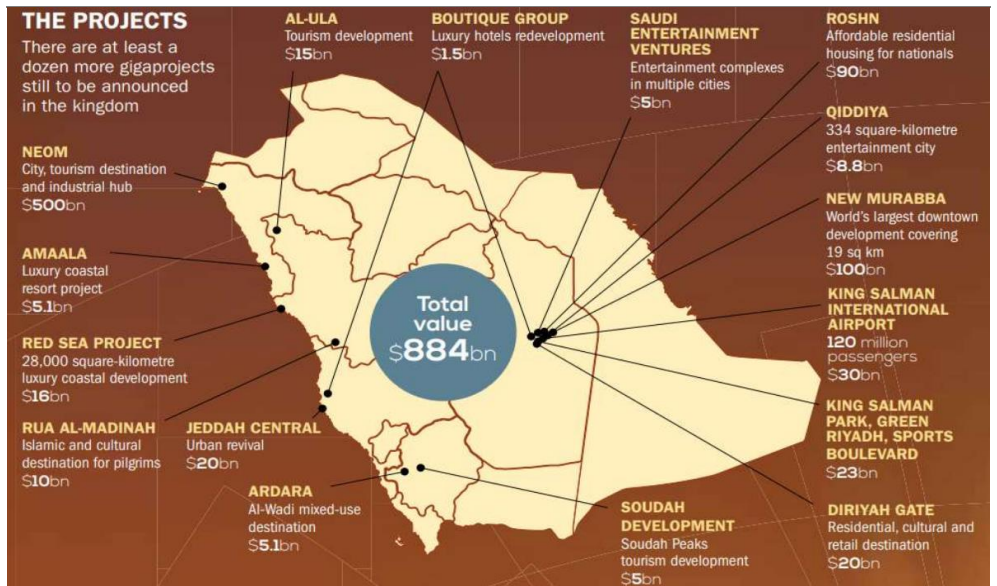 THE PROJECTS
There are at least a
dozen more gigaprojects
still to be announced
in the kingdom
AL-ULA
Tourism development
$15bn
BOUTIQUE GROUP
Luxury hotels redevelopment
$1.5bn
SAUDI
ENTERTAINMENT
VENTURES
Entertainment complexes
in multiple cities
$5bn
ROSHN
Affordable residential
housing for nationals
$90bn
QIDDIYA
334 square-kilometre
entertainment city
$8.8bn
NEW MURABBA
World's largest downtown
development covering
19 sq km
$100bn
KING SALMAN
INTERNATIONAL
AIRPORT
120 million
passengers
$30bn
KING SALMAN
PARK, GREEN
RIYADH, SPORTS
BOULEVARD
$23bn
DIRIYAH GATE
Residential, cultural and
retail destination
$20bn
NEOM
City, tourism destination
and industrial hub
$500bn
AMAALA
Luxury coastal
resort project
$5.1bn
RED SEA PROJECT
28,000 square-kilometre
luxury coastal development
$16bn
RUA AL-MADINAH
Islamic and cultural
destination for pilgrims
$10bn
JEDDAH CENTRAL
Urban revival
$20bn
ARDARA
Al-Wadi mixed-use
destination
$5.1bn
SOUDAH
DEVELOPMENT
Soudah Peaks
tourism development
$5bn
Total
value
$884bn